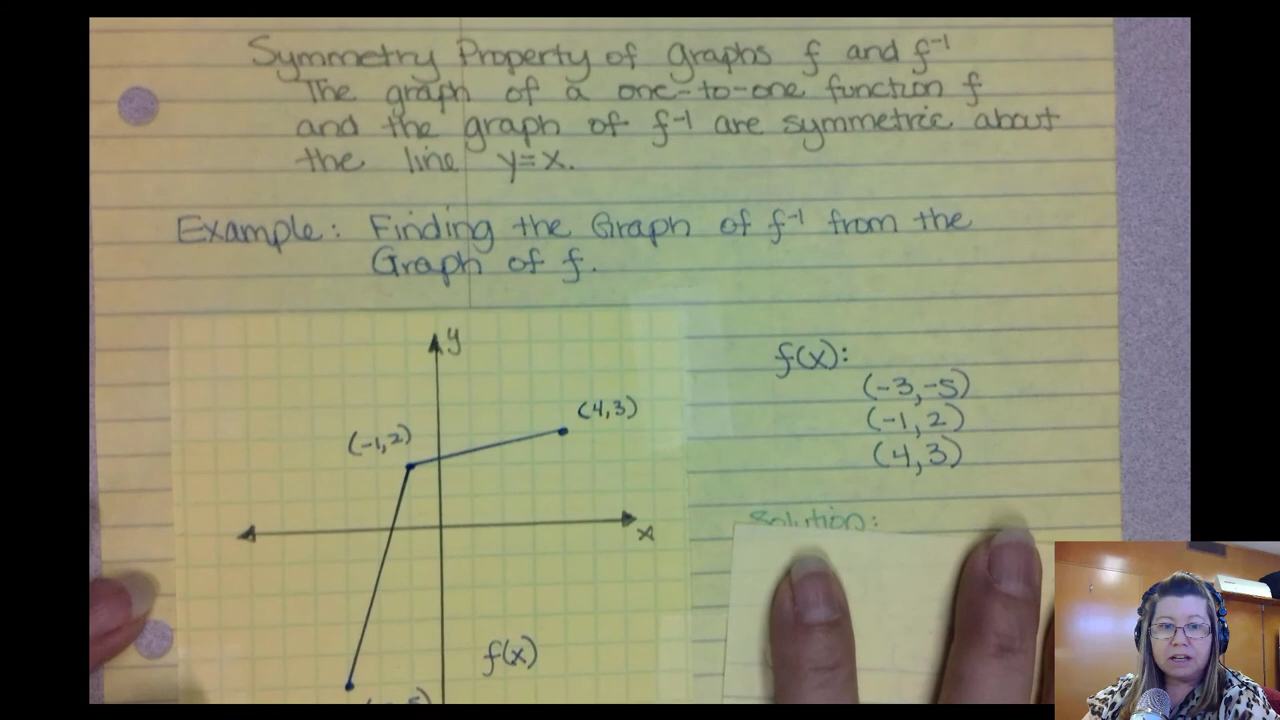 Symmetry Property of Graphs f and f⁻¹
The graph of a one-to-one function f
and the graph of f⁻¹ are symmetric about
the line y=x.
Example: Finding the Graph of f⁻¹ from the
Graph of f.
y
f(x):
(-3,-5)
(4,3)
(-1,2)
(-1,2)
(4,3)
Solution:
x
f(x)